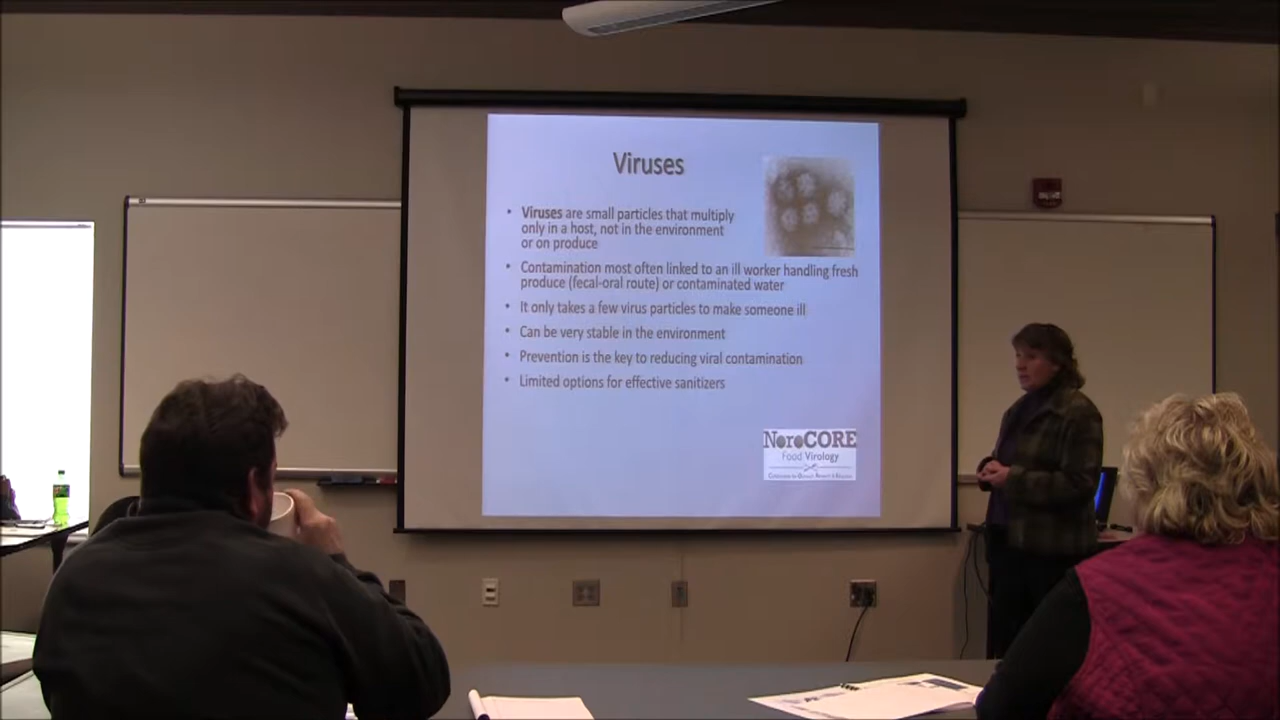 Viruses
• Viruses are small particles that multiply
only in a host, not in the environment
or on produce
• Contamination most often linked to an ill worker handling fresh
produce (fecal-oral route) or contaminated water
• It only takes a few virus particles to make someone ill
• Can be very stable in the environment
• Prevention is the key to reducing viral contamination
• Limited options for effective sanitizers
NoroCORE
Food Virology